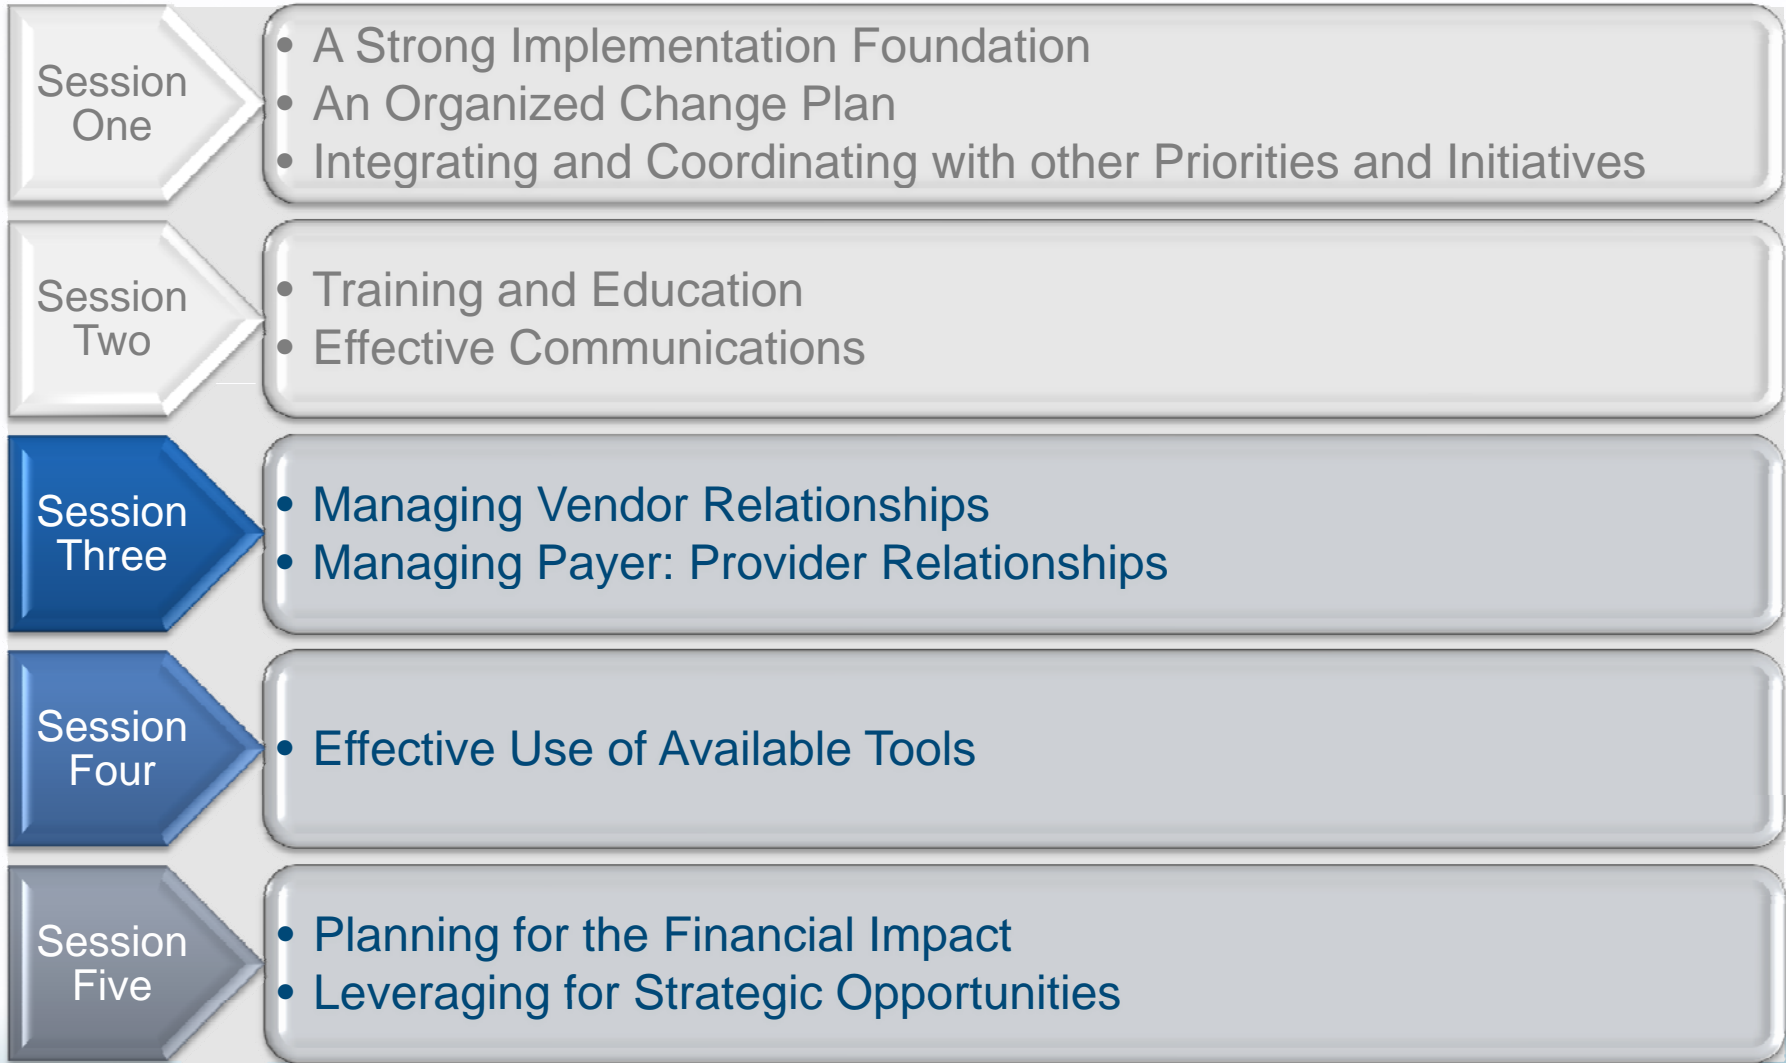 Session
One
• A Strong Implementation Foundation
• An Organized Change Plan
• Integrating and Coordinating with other Priorities and Initiatives
Session
Two
• Training and Education
• Effective Communications
Session
Three
• Managing Vendor Relationships
• Managing Payer: Provider Relationships
Session
Four
• Effective Use of Available Tools
Session
Five
• Planning for the Financial Impact
• Leveraging for Strategic Opportunities